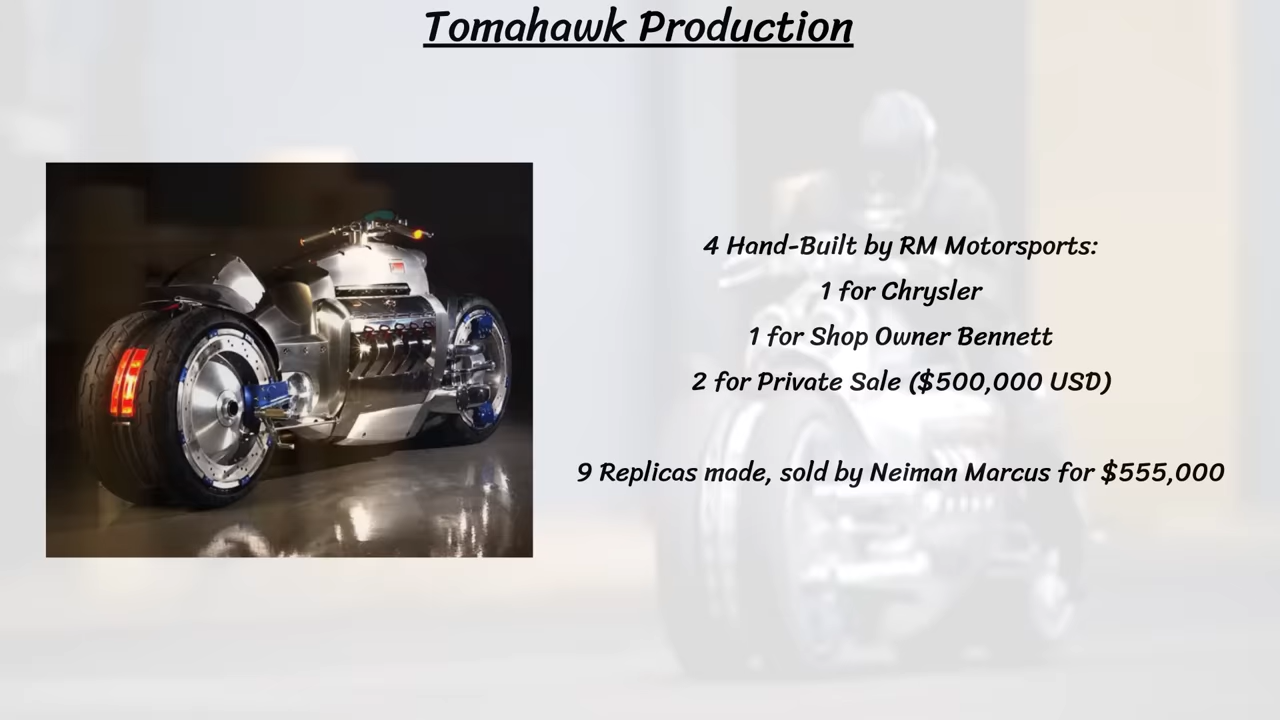 Tomahawk Production
4 Hand-Built by RM Motorsports:
1 for Chrysler
1 for Shop Owner Bennett
2 for Private Sale ($500,000 USD)
9 Replicas made, sold by Neiman Marcus for $555,000